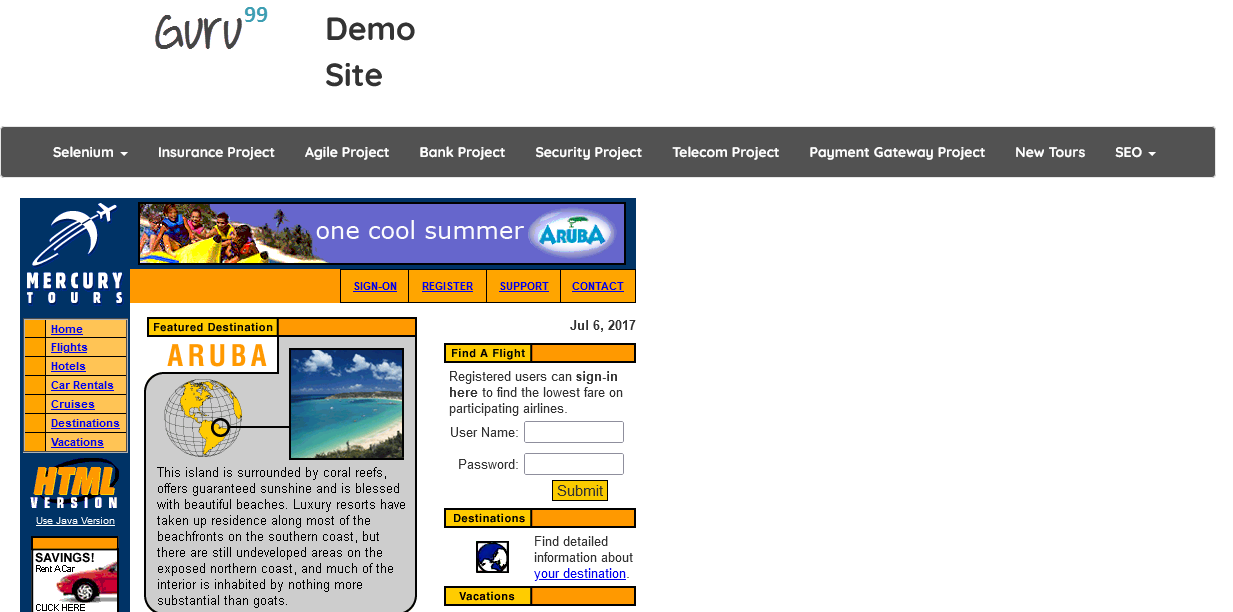 Guru99
Demo
Site
Selenium
Insurance Project
Agile Project
Bank Project
Security Project
Telecom Project
Payment Gateway Project
New Tours
SEO
one cool summer ARUBA
MERCURY
TOURS
SIGN-ON
REGISTER
SUPPORT
CONTACT
Home
Flights
Hotels
Car Rentals
Cruises
Destinations
Vacations
HTML
VERSION
Use Java Version
SAVINGS!
Rent A Car
CLICK HERE
Featured Destination
ARUBA
This island is surrounded by coral reefs,
offers guaranteed sunshine and is blessed
with beautiful beaches. Luxury resorts have
taken up residence along most of the
beachfronts on the southern coast, but
there are still undeveloped areas on the
exposed northern coast, and much of the
interior is inhabited by nothing more
substantial than goats.
Jul 6, 2017
Find A Flight
Registered users can sign-in
here to find the lowest fare on
participating airlines.
User Name:
Password:
Submit
Destinations
Find detailed
information about
your destination.
Vacations